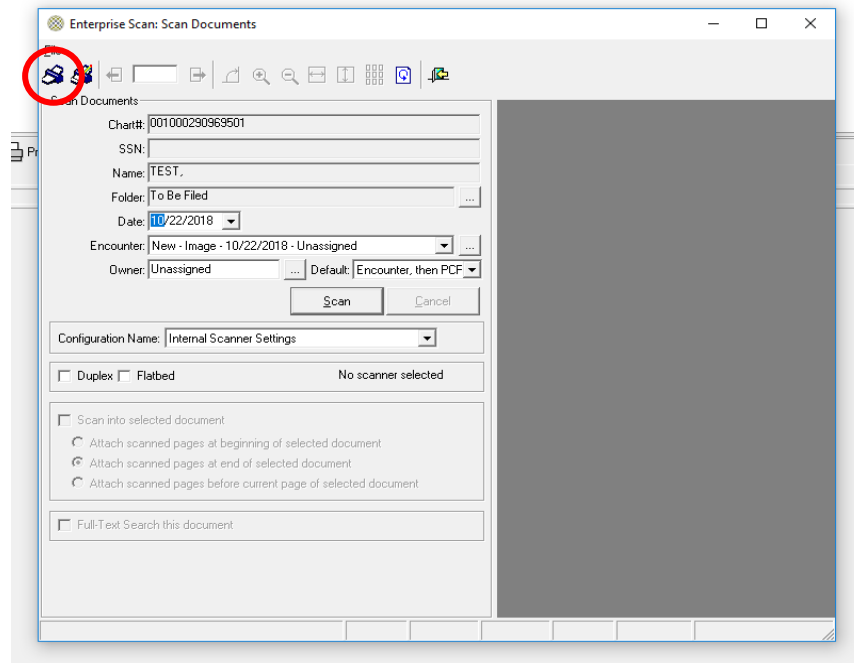 Enterprise Scan: Scan Documents
File
Scan Documents
Chart#: 001000290969501
Pr
SSN:
Name: TEST,
Folder: To Be Filed ...
Date: 10/22/2018
Encounter: New - Image - 10/22/2018 - Unassigned ...
Owner: Unassigned ... Default: Encounter, then PCF
Scan Cancel
Configuration Name: Internal Scanner Settings
Duplex Flatbed No scanner selected
Scan into selected document
Attach scanned pages at beginning of selected document
Attach scanned pages at end of selected document
Attach scanned pages before current page of selected document
Full-Text Search this document